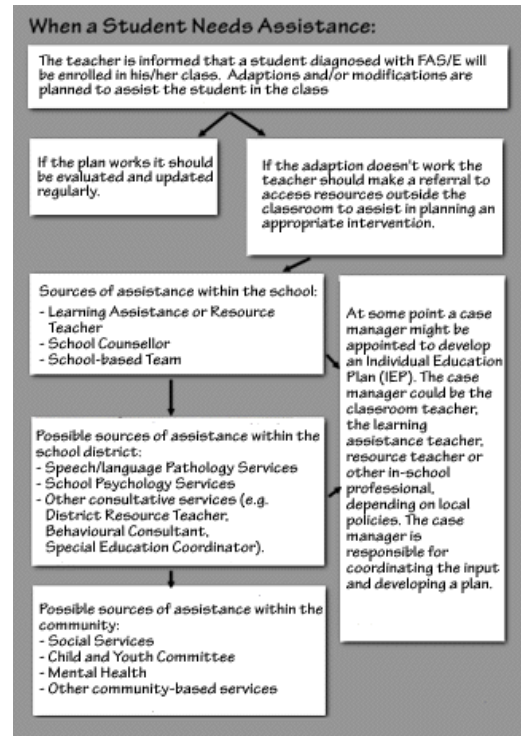 When a Student Needs Assistance:
The teacher is informed that a student diagnosed with FAS/E will
be enrolled in his/her class. Adaptions and/or modifications are
planned to assist the student in the class
If the plan works it should
be evaluated and updated
regularly.
If the adaption doesn't work the
teacher should make a referral to
access resources outside the
classroom to assist in planning an
appropriate intervention.
Sources of assistance within the school:
- Learning Assistance or Resource
Teacher
- School Counsellor
- School-based Team
At some point a case
manager might be
appointed to develop
an Individual Education
Plan (IEP). The case
manager could be the
classroom teacher,
the learning
assistance teacher,
resource teacher or
other in-school
professional,
depending on local
policies. The case
manager is
responsible for
coordinating the input
and developing a plan.
Possible sources of assistance within the
school district:
- Speech/language Pathology Services
- School Psychology Services
- Other consultative services (e.g.
District Resource Teacher,
Behavioural Consultant,
Special Education Coordinator).
Possible sources of assistance within the
community:
- Social Services
- Child and Youth Committee
- Mental Health
- Other community-based services